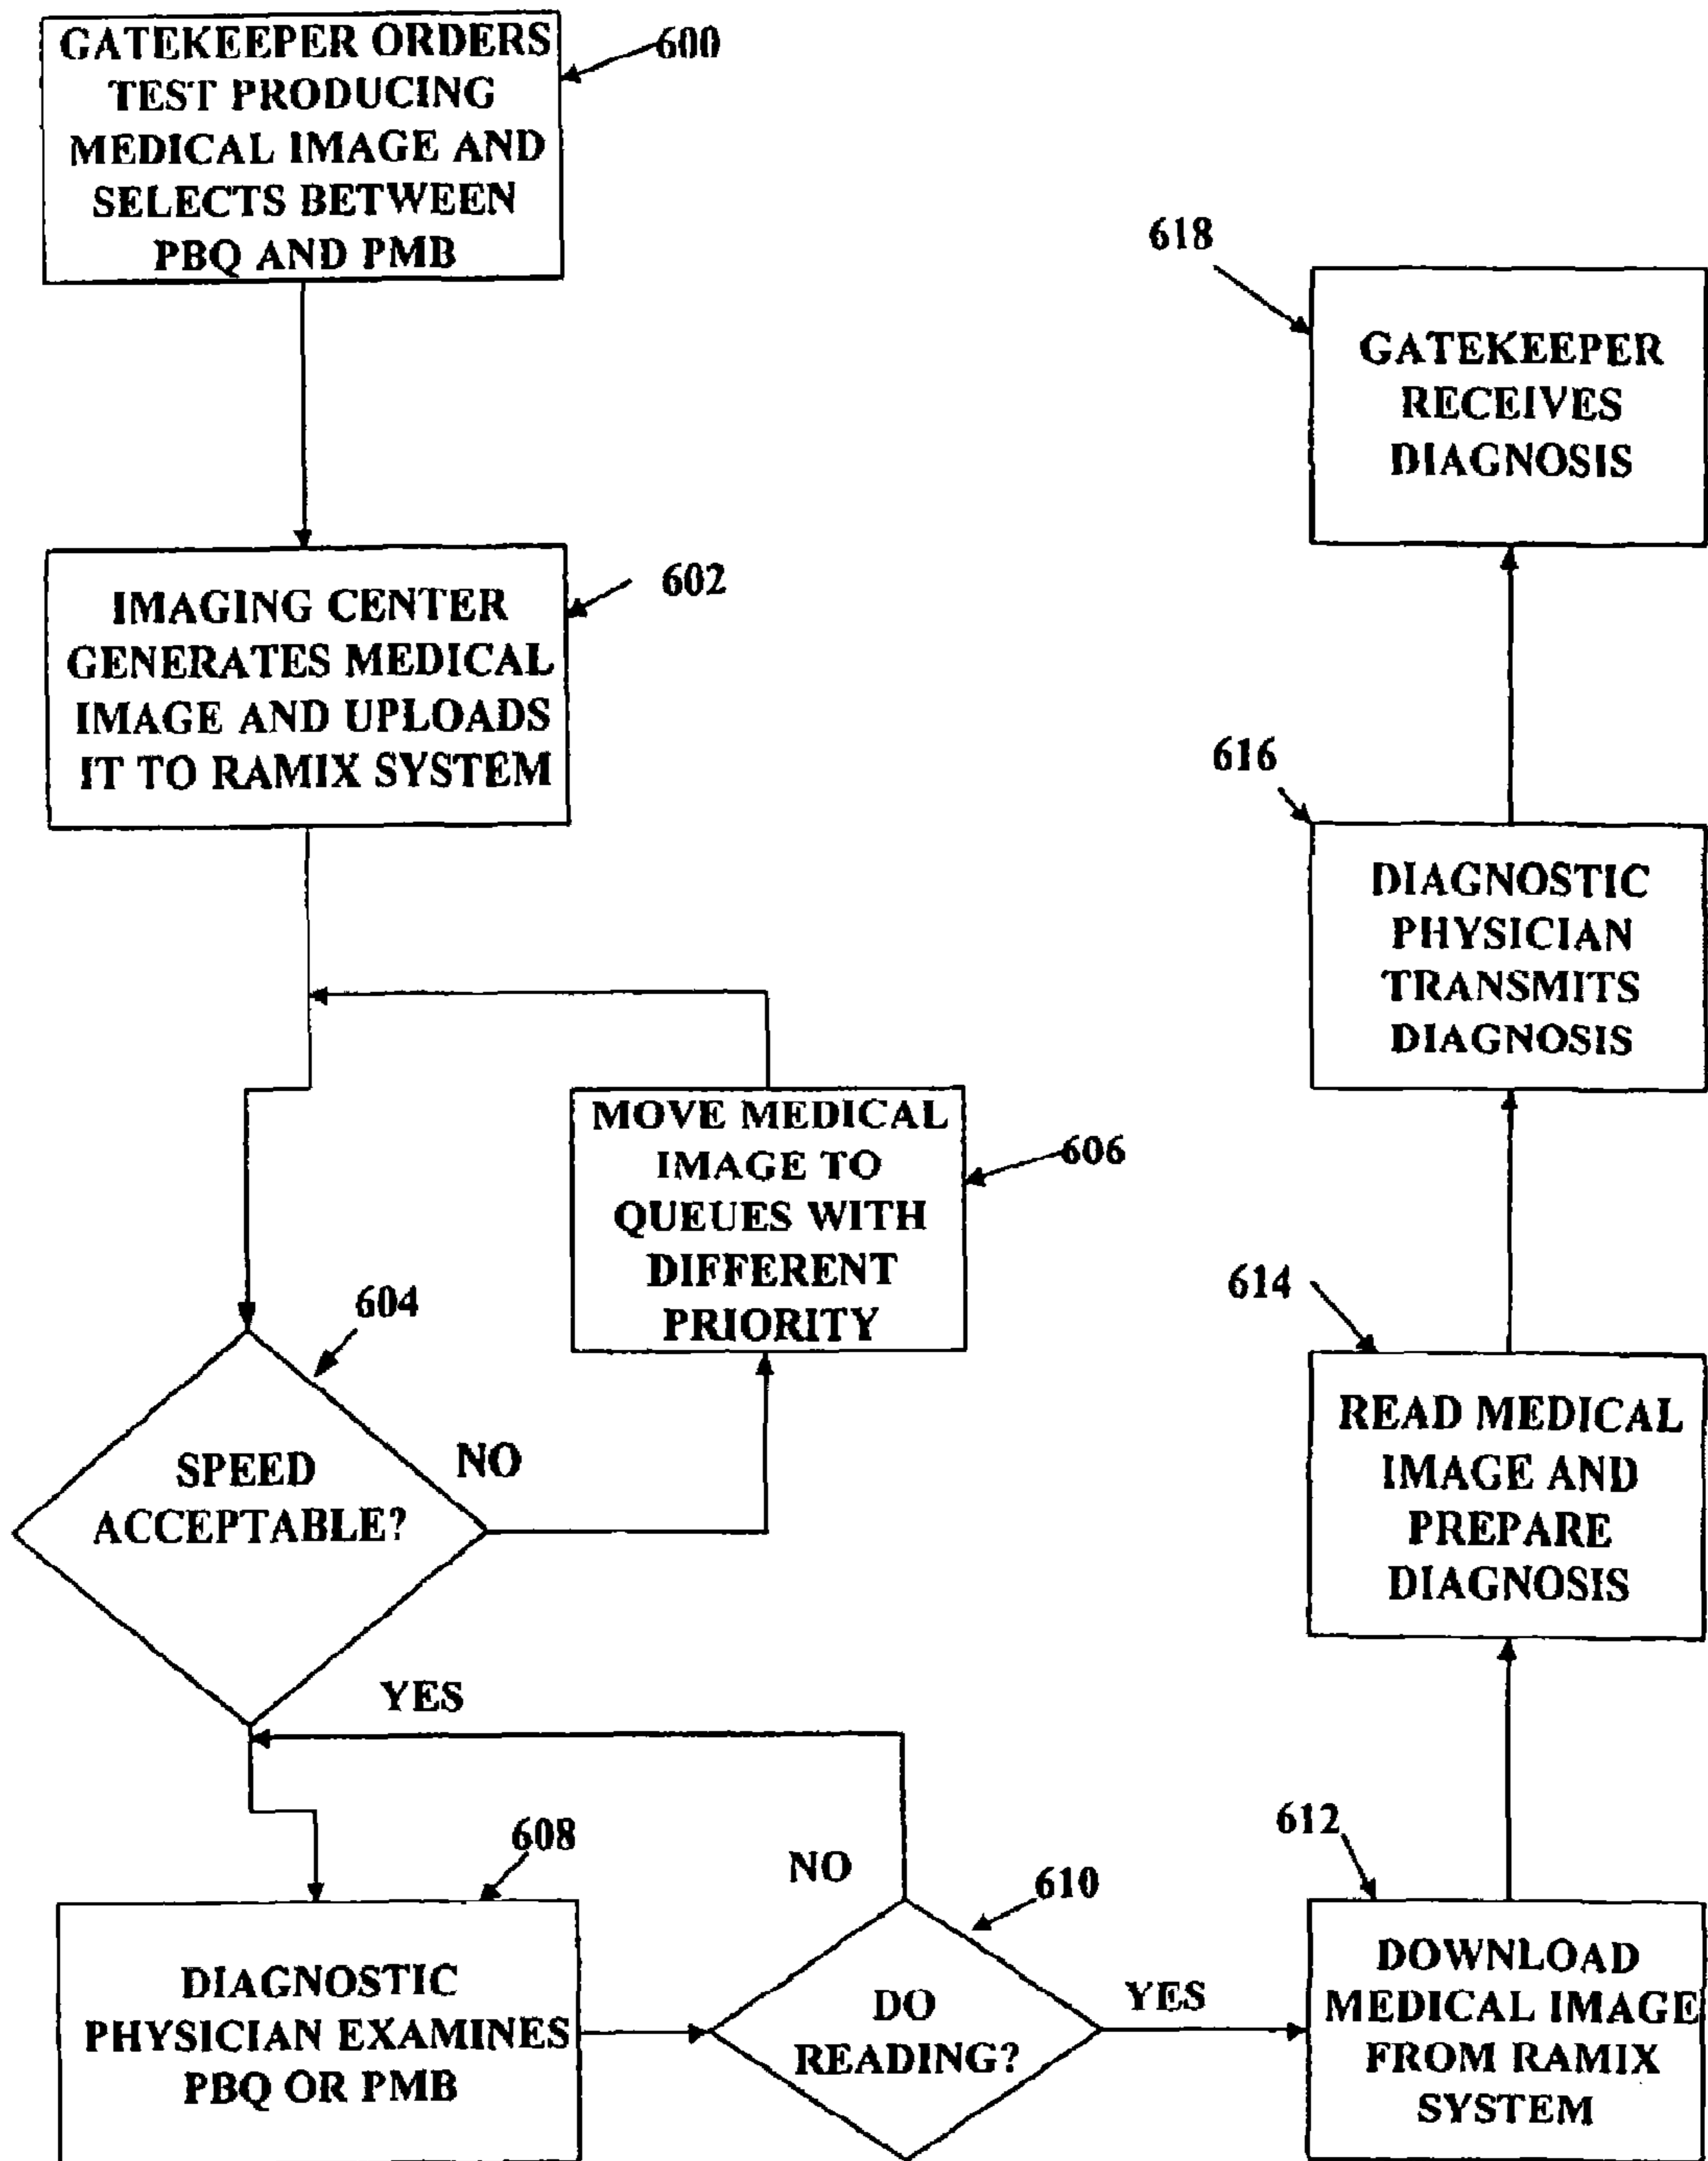 GATEKEEPER ORDERS
TEST PRODUCING
MEDICAL IMAGE AND
SELECTS BETWEEN
PBQ AND PMB
600
IMAGING CENTER
GENERATES MEDICAL
IMAGE AND UPLOADS
IT TO RAMIX SYSTEM
602
MOVE MEDICAL
IMAGE TO
QUEUES WITH
DIFFERENT
PRIORITY
606
604
SPEED
ACCEPTABLE?
NO
YES
608
DIAGNOSTIC
PHYSICIAN EXAMINES
PBQ OR PMB
NO
610
DO
READING?
YES
612
DOWNLOAD
MEDICAL IMAGE
FROM RAMIX
SYSTEM
614
READ MEDICAL
IMAGE AND
PREPARE
DIAGNOSIS
616
DIAGNOSTIC
PHYSICIAN
TRANSMITS
DIAGNOSIS
618
GATEKEEPER
RECEIVES
DIAGNOSIS